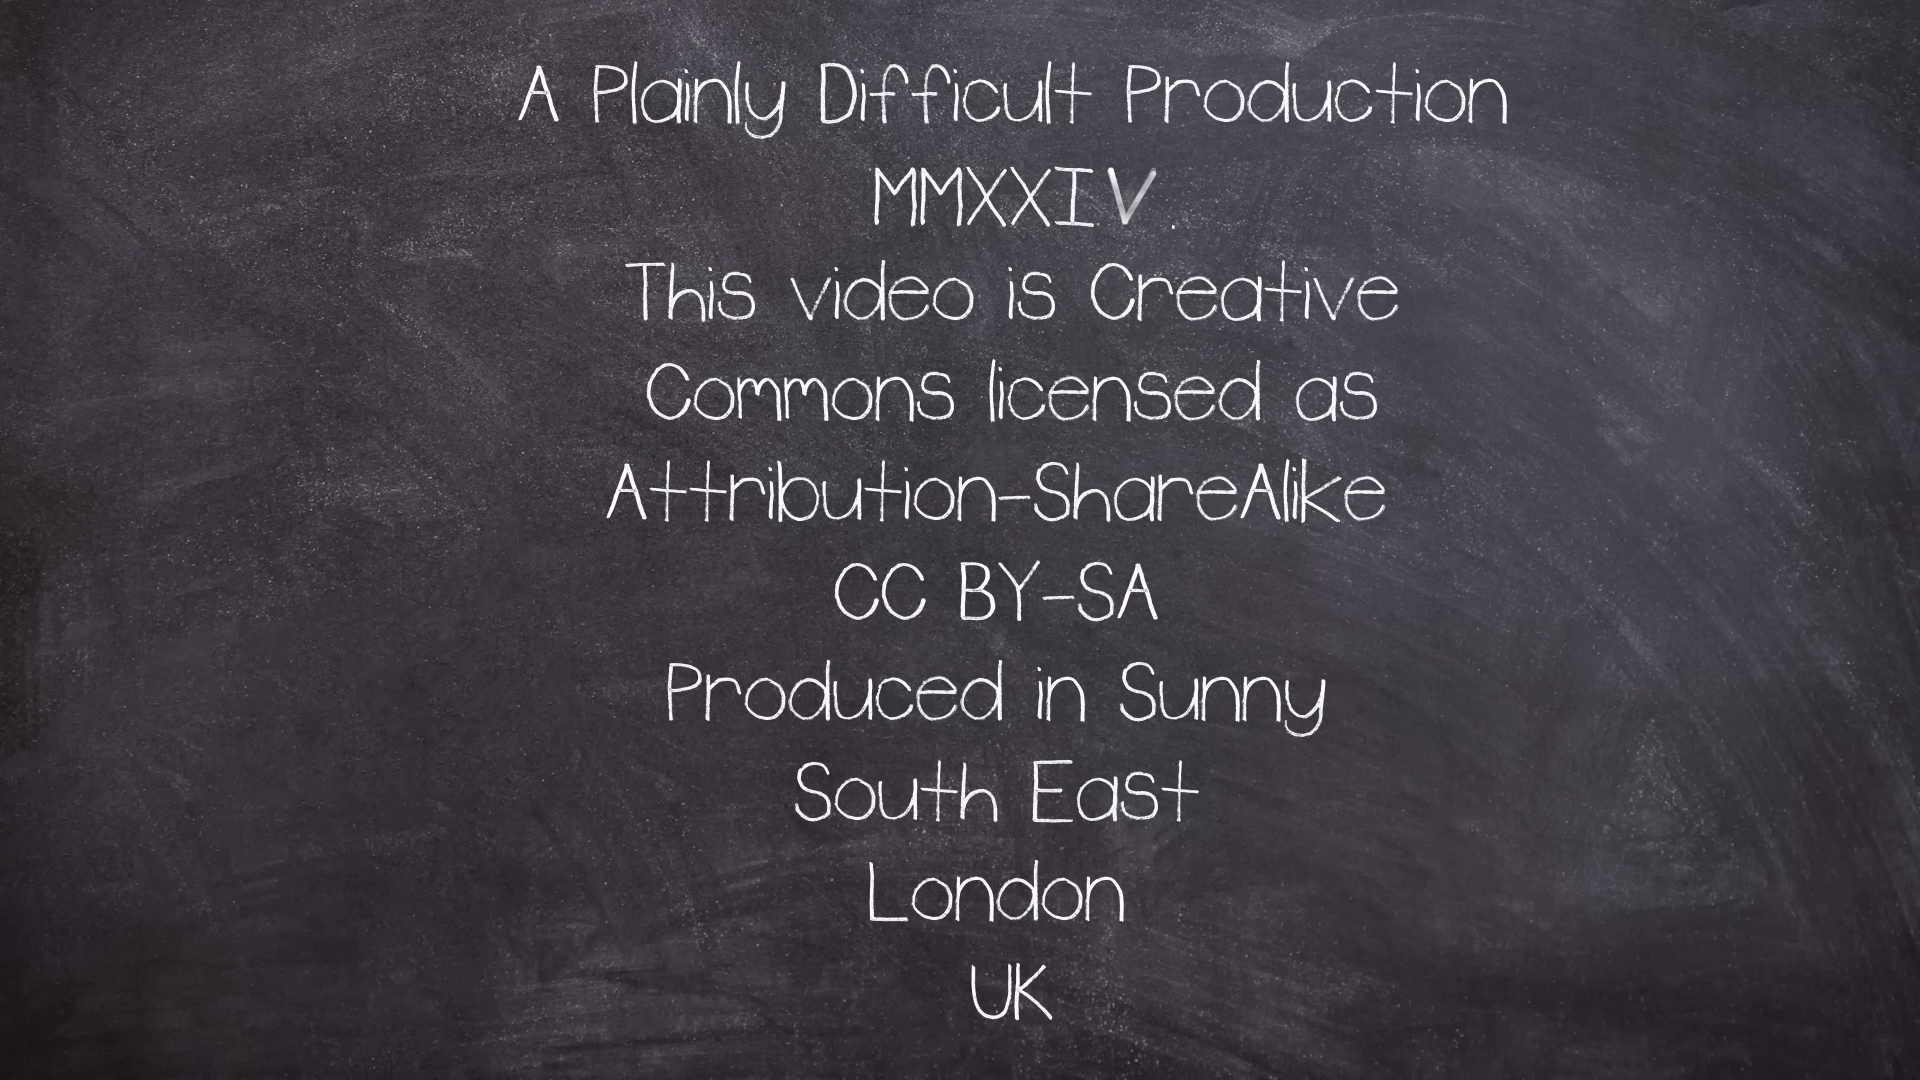 A Plainly Difficult Production
MMXXIV.
This video is Creative
Commons licensed as
Attribution-ShareAlike
CC BY-SA
Produced in Sunny
South East
London
UK